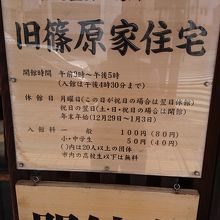 旧篠原家住宅
開館時間　午前9時～午後5時
(入館は午後4時30分まで)
休館日　月曜日(この日が祝日の場合は翌日休館)
祝日の翌日(土・日・祝日の場合は開館)
年末年始(12月29日～1月3日)
入館料　一般　100円(80円)
小・中学生　50円(40円)
()内は20人以上の団体
市内の高校生以下は無料